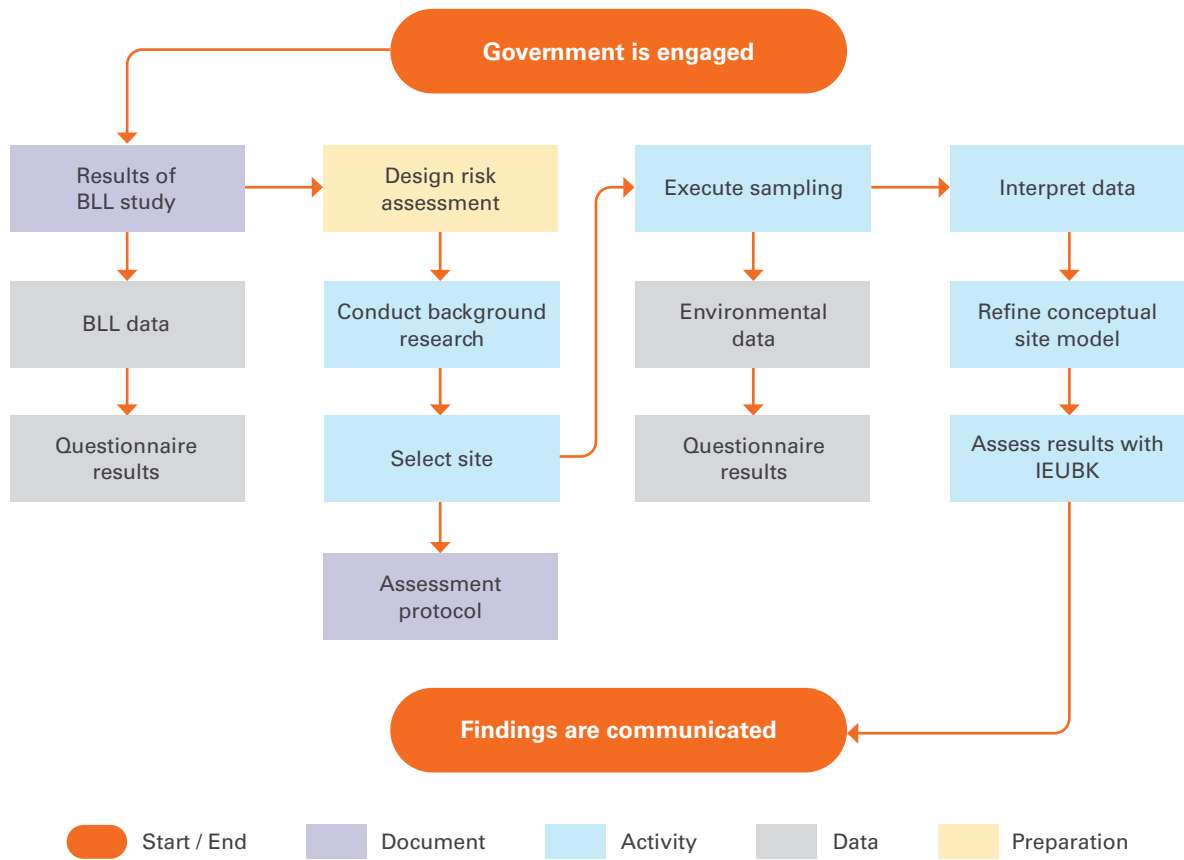 Government is engaged
Results of
BLL study
Design risk
assessment
Execute sampling
Interpret data
BLL data
Conduct background
research
Environmental
data
Refine conceptual
site model
Questionnaire
results
Select site
Questionnaire
results
Assess results with
IEUBK
Assessment
protocol
Findings are communicated
Start / End
Document
Activity
Data
Preparation